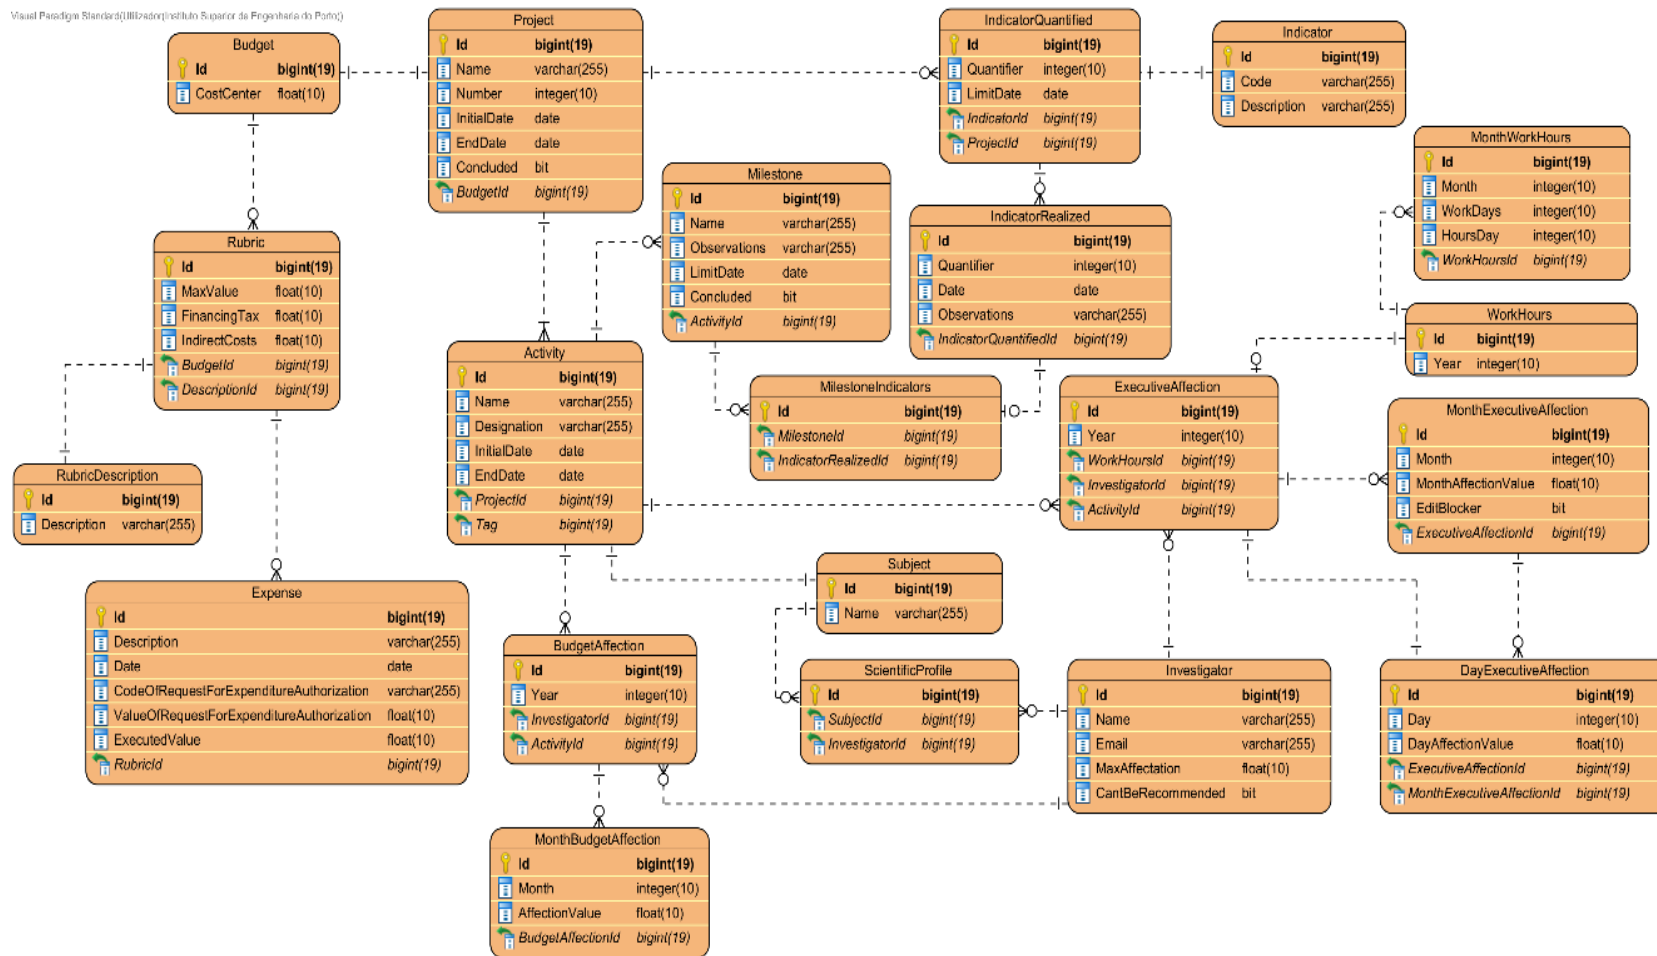 Visual Paradigm Standard(Utilizador(Instituto Superior de Engenharia do Porto))
Budget
Id bigint(19)
CostCenter float(10)
Project
Id bigint(19)
Name varchar(255)
Number integer(10)
InitialDate date
EndDate date
Concluded bit
BudgetId bigint(19)
IndicatorQuantified
Id bigint(19)
Quantifier integer(10)
LimitDate date
IndicatorId bigint(19)
ProjectId bigint(19)
Indicator
Id bigint(19)
Code varchar(255)
Description varchar(255)
MonthWorkHours
Id bigint(19)
Month integer(10)
WorkDays integer(10)
HoursDay integer(10)
WorkHoursId bigint(19)
Milestone
Id bigint(19)
Name varchar(255)
Observations varchar(255)
LimitDate date
Concluded bit
ActivityId bigint(19)
IndicatorRealized
Id bigint(19)
Quantifier integer(10)
Date date
Observations varchar(255)
IndicatorQuantifiedId bigint(19)
Rubric
Id bigint(19)
MaxValue float(10)
FinancingTax float(10)
IndirectCosts float(10)
BudgetId bigint(19)
DescriptionId bigint(19)
WorkHours
Id bigint(19)
Year integer(10)
Activity
Id bigint(19)
Name varchar(255)
Designation varchar(255)
InitialDate date
EndDate date
ProjectId bigint(19)
Tag bigint(19)
MilestoneIndicators
Id bigint(19)
MilestoneId bigint(19)
IndicatorRealizedId bigint(19)
ExecutiveAffection
Id bigint(19)
Year integer(10)
WorkHoursId bigint(19)
InvestigatorId bigint(19)
ActivityId bigint(19)
MonthExecutiveAffection
Id bigint(19)
Month integer(10)
MonthAffectionValue float(10)
EditBlocker bit
ExecutiveAffectionId bigint(19)
RubricDescription
Id bigint(19)
Description varchar(255)
Subject
Id bigint(19)
Name varchar(255)
Expense
Id bigint(19)
Description varchar(255)
Date date
CodeOfRequestForExpenditureAuthorization varchar(255)
ValueOfRequestForExpenditureAuthorization float(10)
ExecutedValue float(10)
RubricId bigint(19)
BudgetAffection
Id bigint(19)
Year integer(10)
InvestigatorId bigint(19)
ActivityId bigint(19)
ScientificProfile
Id bigint(19)
SubjectId bigint(19)
InvestigatorId bigint(19)
Investigator
Id bigint(19)
Name varchar(255)
Email varchar(255)
MaxAffectation float(10)
CantBeRecommended bit
DayExecutiveAffection
Id bigint(19)
Day integer(10)
DayAffectionValue float(10)
ExecutiveAffectionId bigint(19)
MonthExecutiveAffectionId bigint(19)
MonthBudgetAffection
Id bigint(19)
Month integer(10)
AffectionValue float(10)
BudgetAffectionId bigint(19)